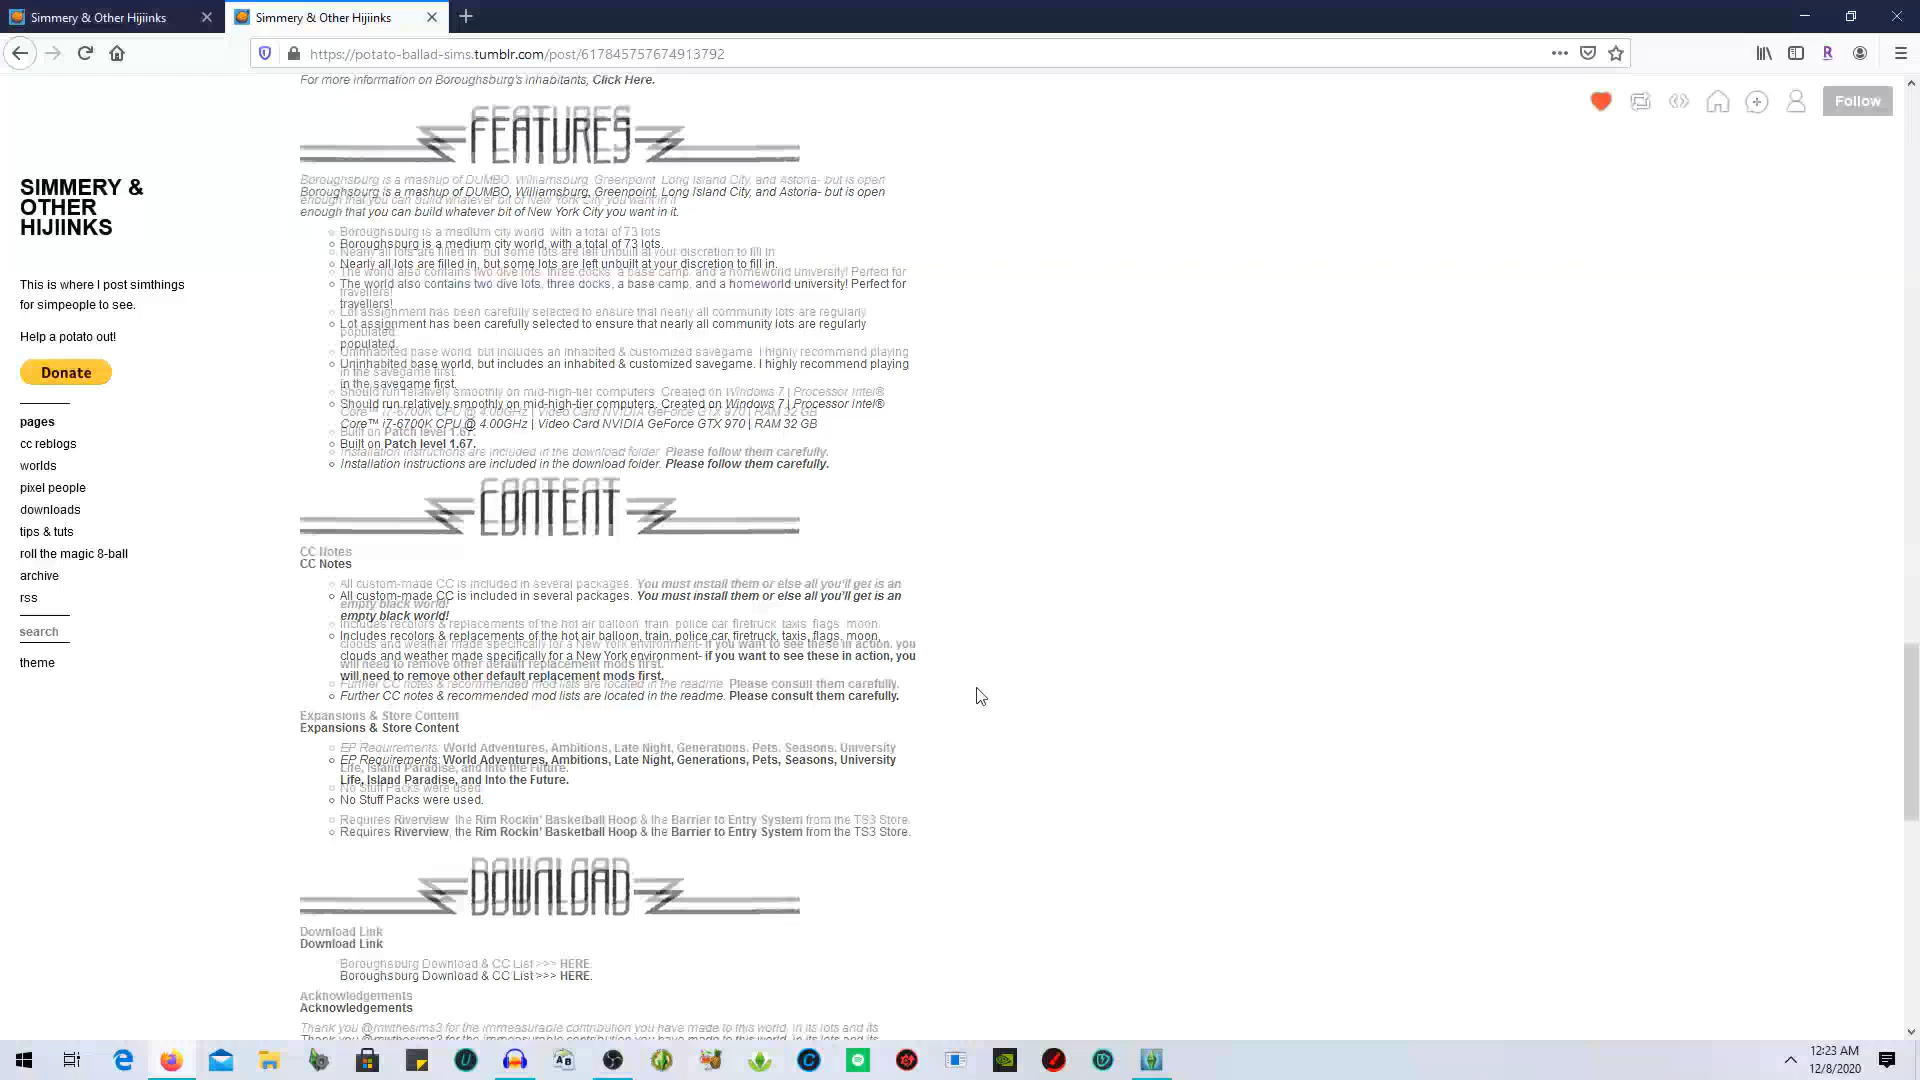 Simmery & Other Hijiinks
Simmery & Other Hijiinks
https://potato-ballad-sims.tumblr.com/post/617845757674913792
For more information on Boroughsburg's inhabitants, Click Here.
Follow
FEATURES
SIMMERY &
OTHER
HIJIINKS
Boroughsburg is a mashup of DUMBO, Williamsburg, Greenpoint, Long Island City, and Astoria- but is open
enough that you can build whatever bit of New York City you want in it.
Boroughsburg is a medium city world, with a total of 73 lots.
Nearly all lots are filled in, but some lots are left unbuilt at your discretion to fill in.
The world also contains two dive lots, three docks, a base camp, and a homeworld university! Perfect for
travellers!
Lot assignment has been carefully selected to ensure that nearly all community lots are regularly
populated.
Uninhabited base world, but includes an inhabited & customized savegame. I highly recommend playing
in the savegame first.
Should run relatively smoothly on mid-high-tier computers. Created on Windows 7 | Processor Intel®
Core™ i7-6700K CPU @ 4.00GHz | Video Card NVIDIA GeForce GTX 970 | RAM 32 GB
Built on Patch level 1.67.
Installation instructions are included in the download folder. Please follow them carefully.
This is where I post simthings
for simpeople to see.
Help a potato out!
Donate
pages
cc reblogs
worlds
pixel people
downloads
tips & tuts
roll the magic 8-ball
archive
rss
search
theme
CONTENT
CC Notes
All custom-made CC is included in several packages. You must install them or else all you'll get is an
empty black world!
Includes recolors & replacements of the hot air balloon, train, police car, firetruck, taxis, flags, moon,
clouds and weather made specifically for a New York environment- if you want to see these in action, you
will need to remove other default replacement mods first.
Further CC notes & recommended mod lists are located in the readme. Please consult them carefully.
Expansions & Store Content
EP Requirements: World Adventures, Ambitions, Late Night, Generations, Pets, Seasons, University
Life, Island Paradise, and Into the Future.
No Stuff Packs were used.
Requires Riverview, the Rim Rockin' Basketball Hoop & the Barrier to Entry System from the TS3 Store.
DOWNLOAD
Download Link
Boroughsburg Download & CC List >>> HERE.
Acknowledgements
Thank you @mwthesims3 for the immeasurable contribution you have made to this world, in its lots and its
12:23 AM
12/8/2020